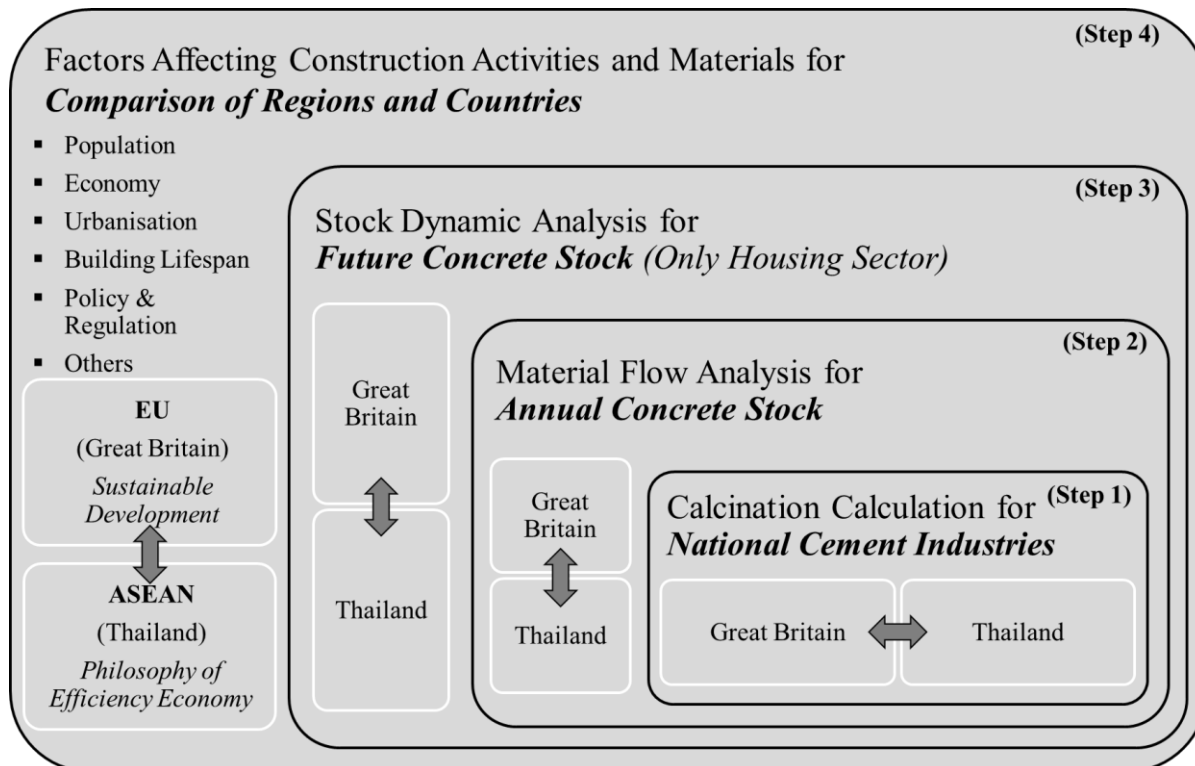 (Step 4)
Factors Affecting Construction Activities and Materials for
Comparison of Regions and Countries
▪ Population
▪ Economy
▪ Urbanisation
▪ Building Lifespan
▪ Policy &
Regulation
▪ Others
EU
(Great Britain)
Sustainable
Development
ASEAN
(Thailand)
Philosophy of
Efficiency Economy
(Step 3)
Stock Dynamic Analysis for
Future Concrete Stock (Only Housing Sector)
Great
Britain
Thailand
(Step 2)
Material Flow Analysis for
Annual Concrete Stock
Great
Britain
Thailand
(Step 1)
Calcination Calculation for
National Cement Industries
Great Britain
Thailand